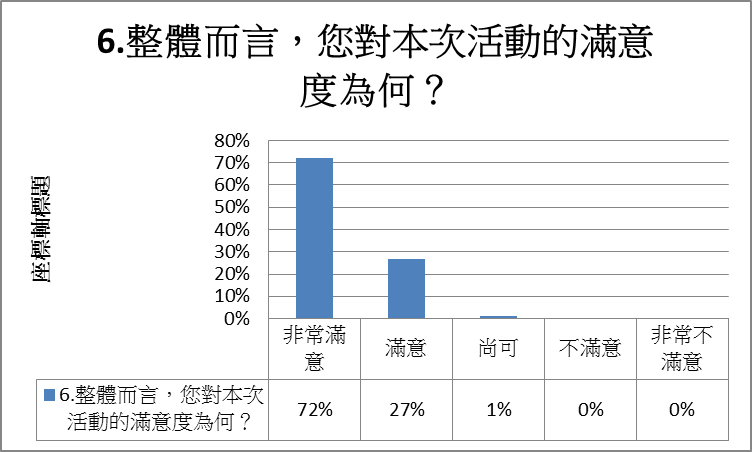 6.整體而言，您對本次活動的滿意
度為何？
座標軸標題
80%
70%
60%
50%
40%
30%
20%
10%
0%
非常滿
意
滿意
尚可
不滿意
非常不
滿意
6.整體而言，您對本次
活動的滿意度為何？
72%
27%
1%
0%
0%